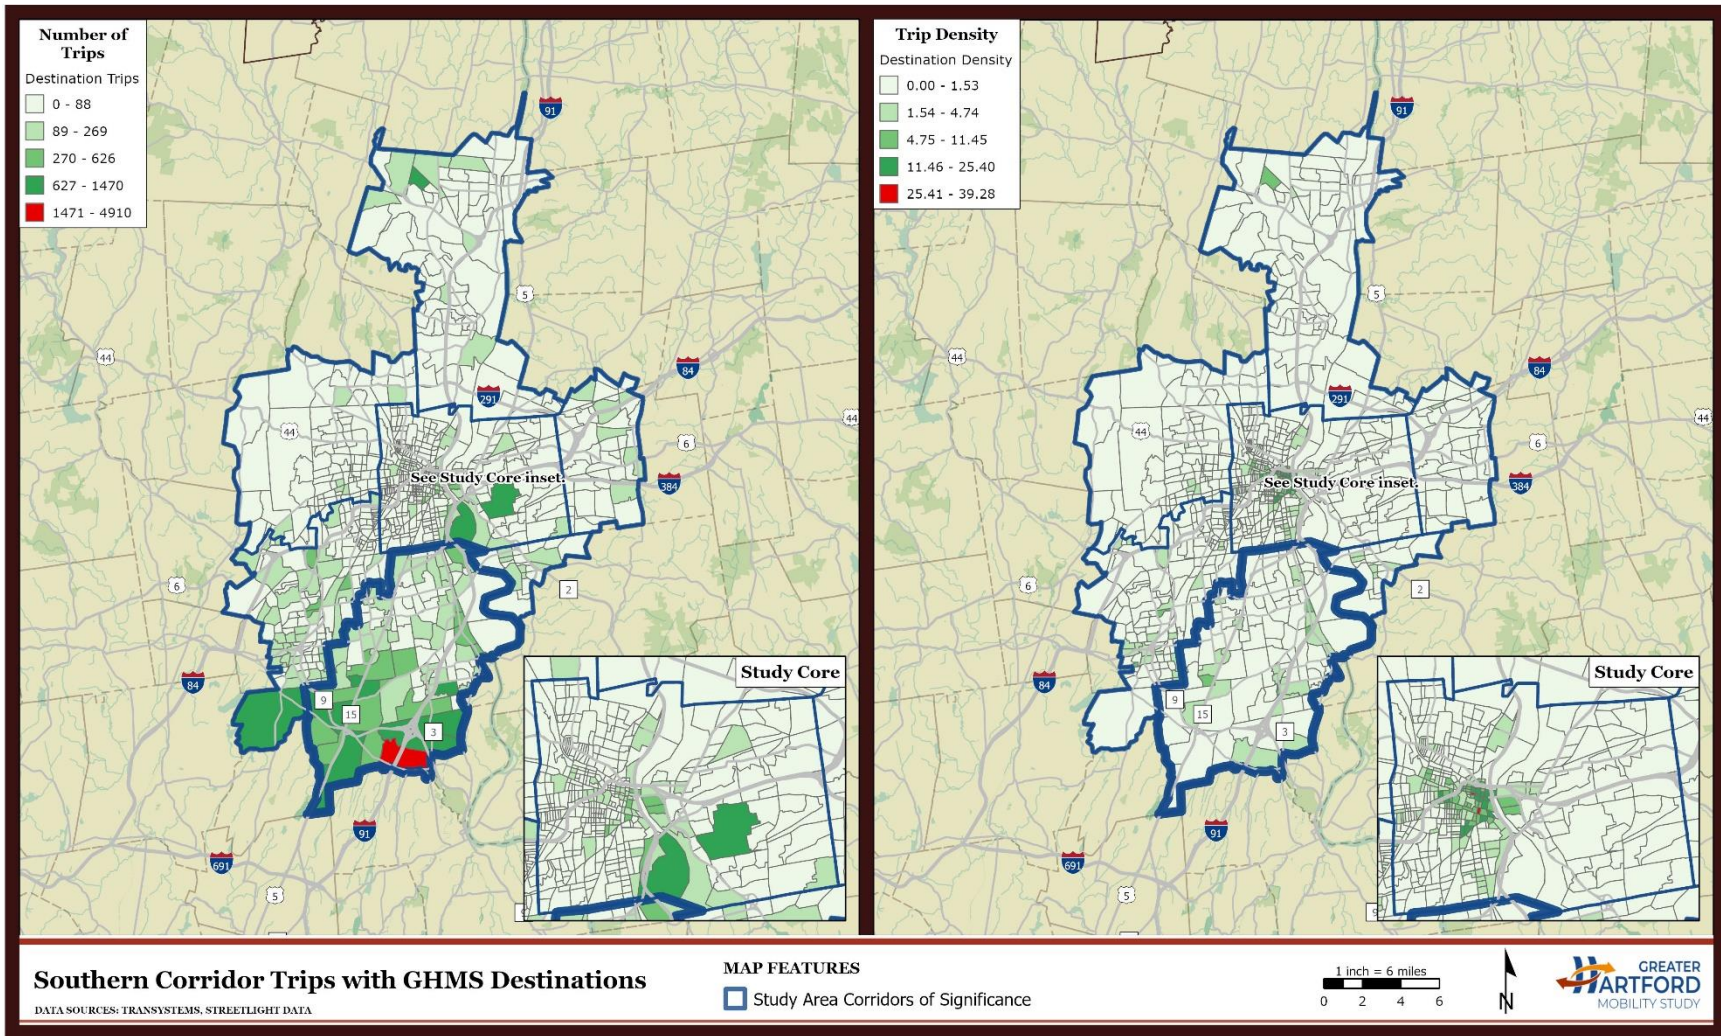 Number of
Trips
Destination Trips
0 - 88
89 - 269
270 - 626
627 - 1470
1471 - 4910
91
5
44
84
291
44
44
6
See Study Core inset.
384
6
2
84
9
15
3
91
691
5
Study Core
Trip Density
Destination Density
0.00 - 1.53
1.54 - 4.74
4.75 - 11.45
11.46 - 25.40
25.41 - 39.28
91
5
44
84
291
44
44
6
See Study Core inset.
384
6
2
84
9
15
3
91
691
5
Study Core
Southern Corridor Trips with GHMS Destinations
DATA SOURCES: TRANSYSTEMS, STREETLIGHT DATA
MAP FEATURES
Study Area Corridors of Significance
1 inch = 6 miles
0 2 4 6
N
GREATER
HARTFORD
MOBILITY STUDY